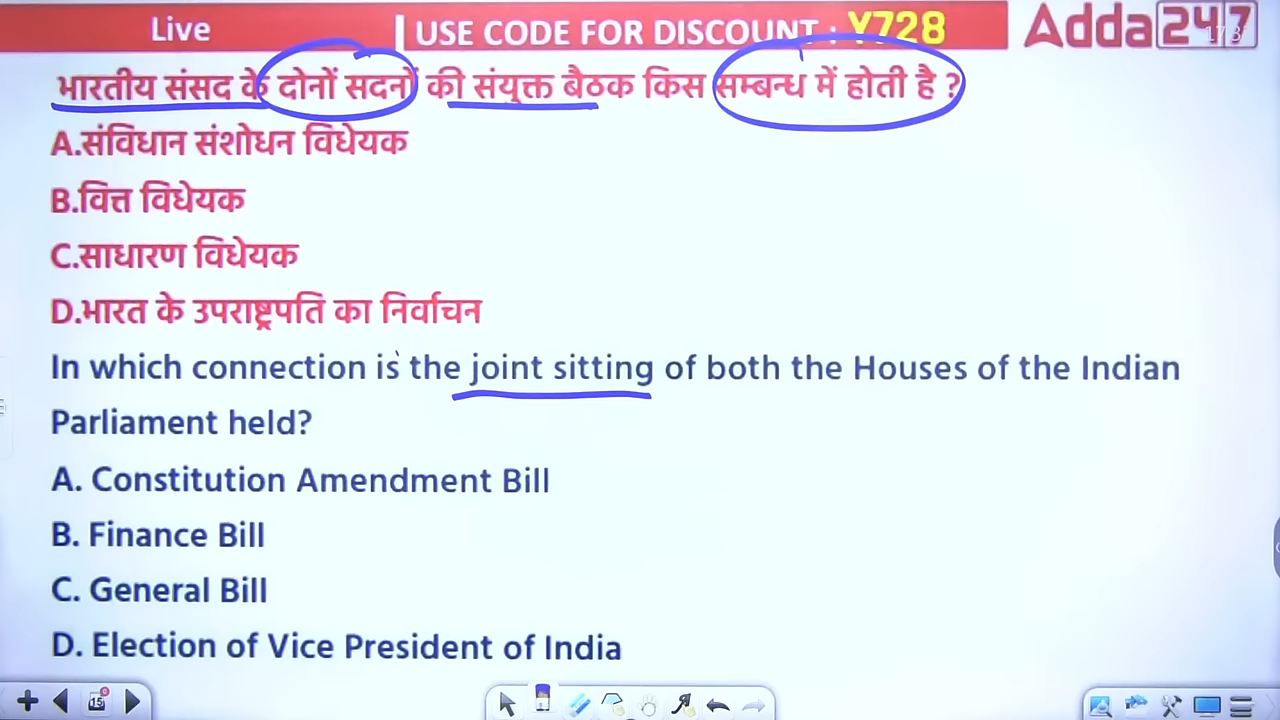 Live
USE CODE FOR DISCOUNT : Y728
Adda247
भारतीय संसद के दोनों सदनों की संयुक्त बैठक किस सम्बन्ध में होती है ?
A.संविधान संशोधन विधेयक
B.वित्त विधेयक
C.साधारण विधेयक
D.भारत के उपराष्ट्रपति का निर्वाचन
In which connection is the joint sitting of both the Houses of the Indian
Parliament held?
A. Constitution Amendment Bill
B. Finance Bill
C. General Bill
D. Election of Vice President of India
15